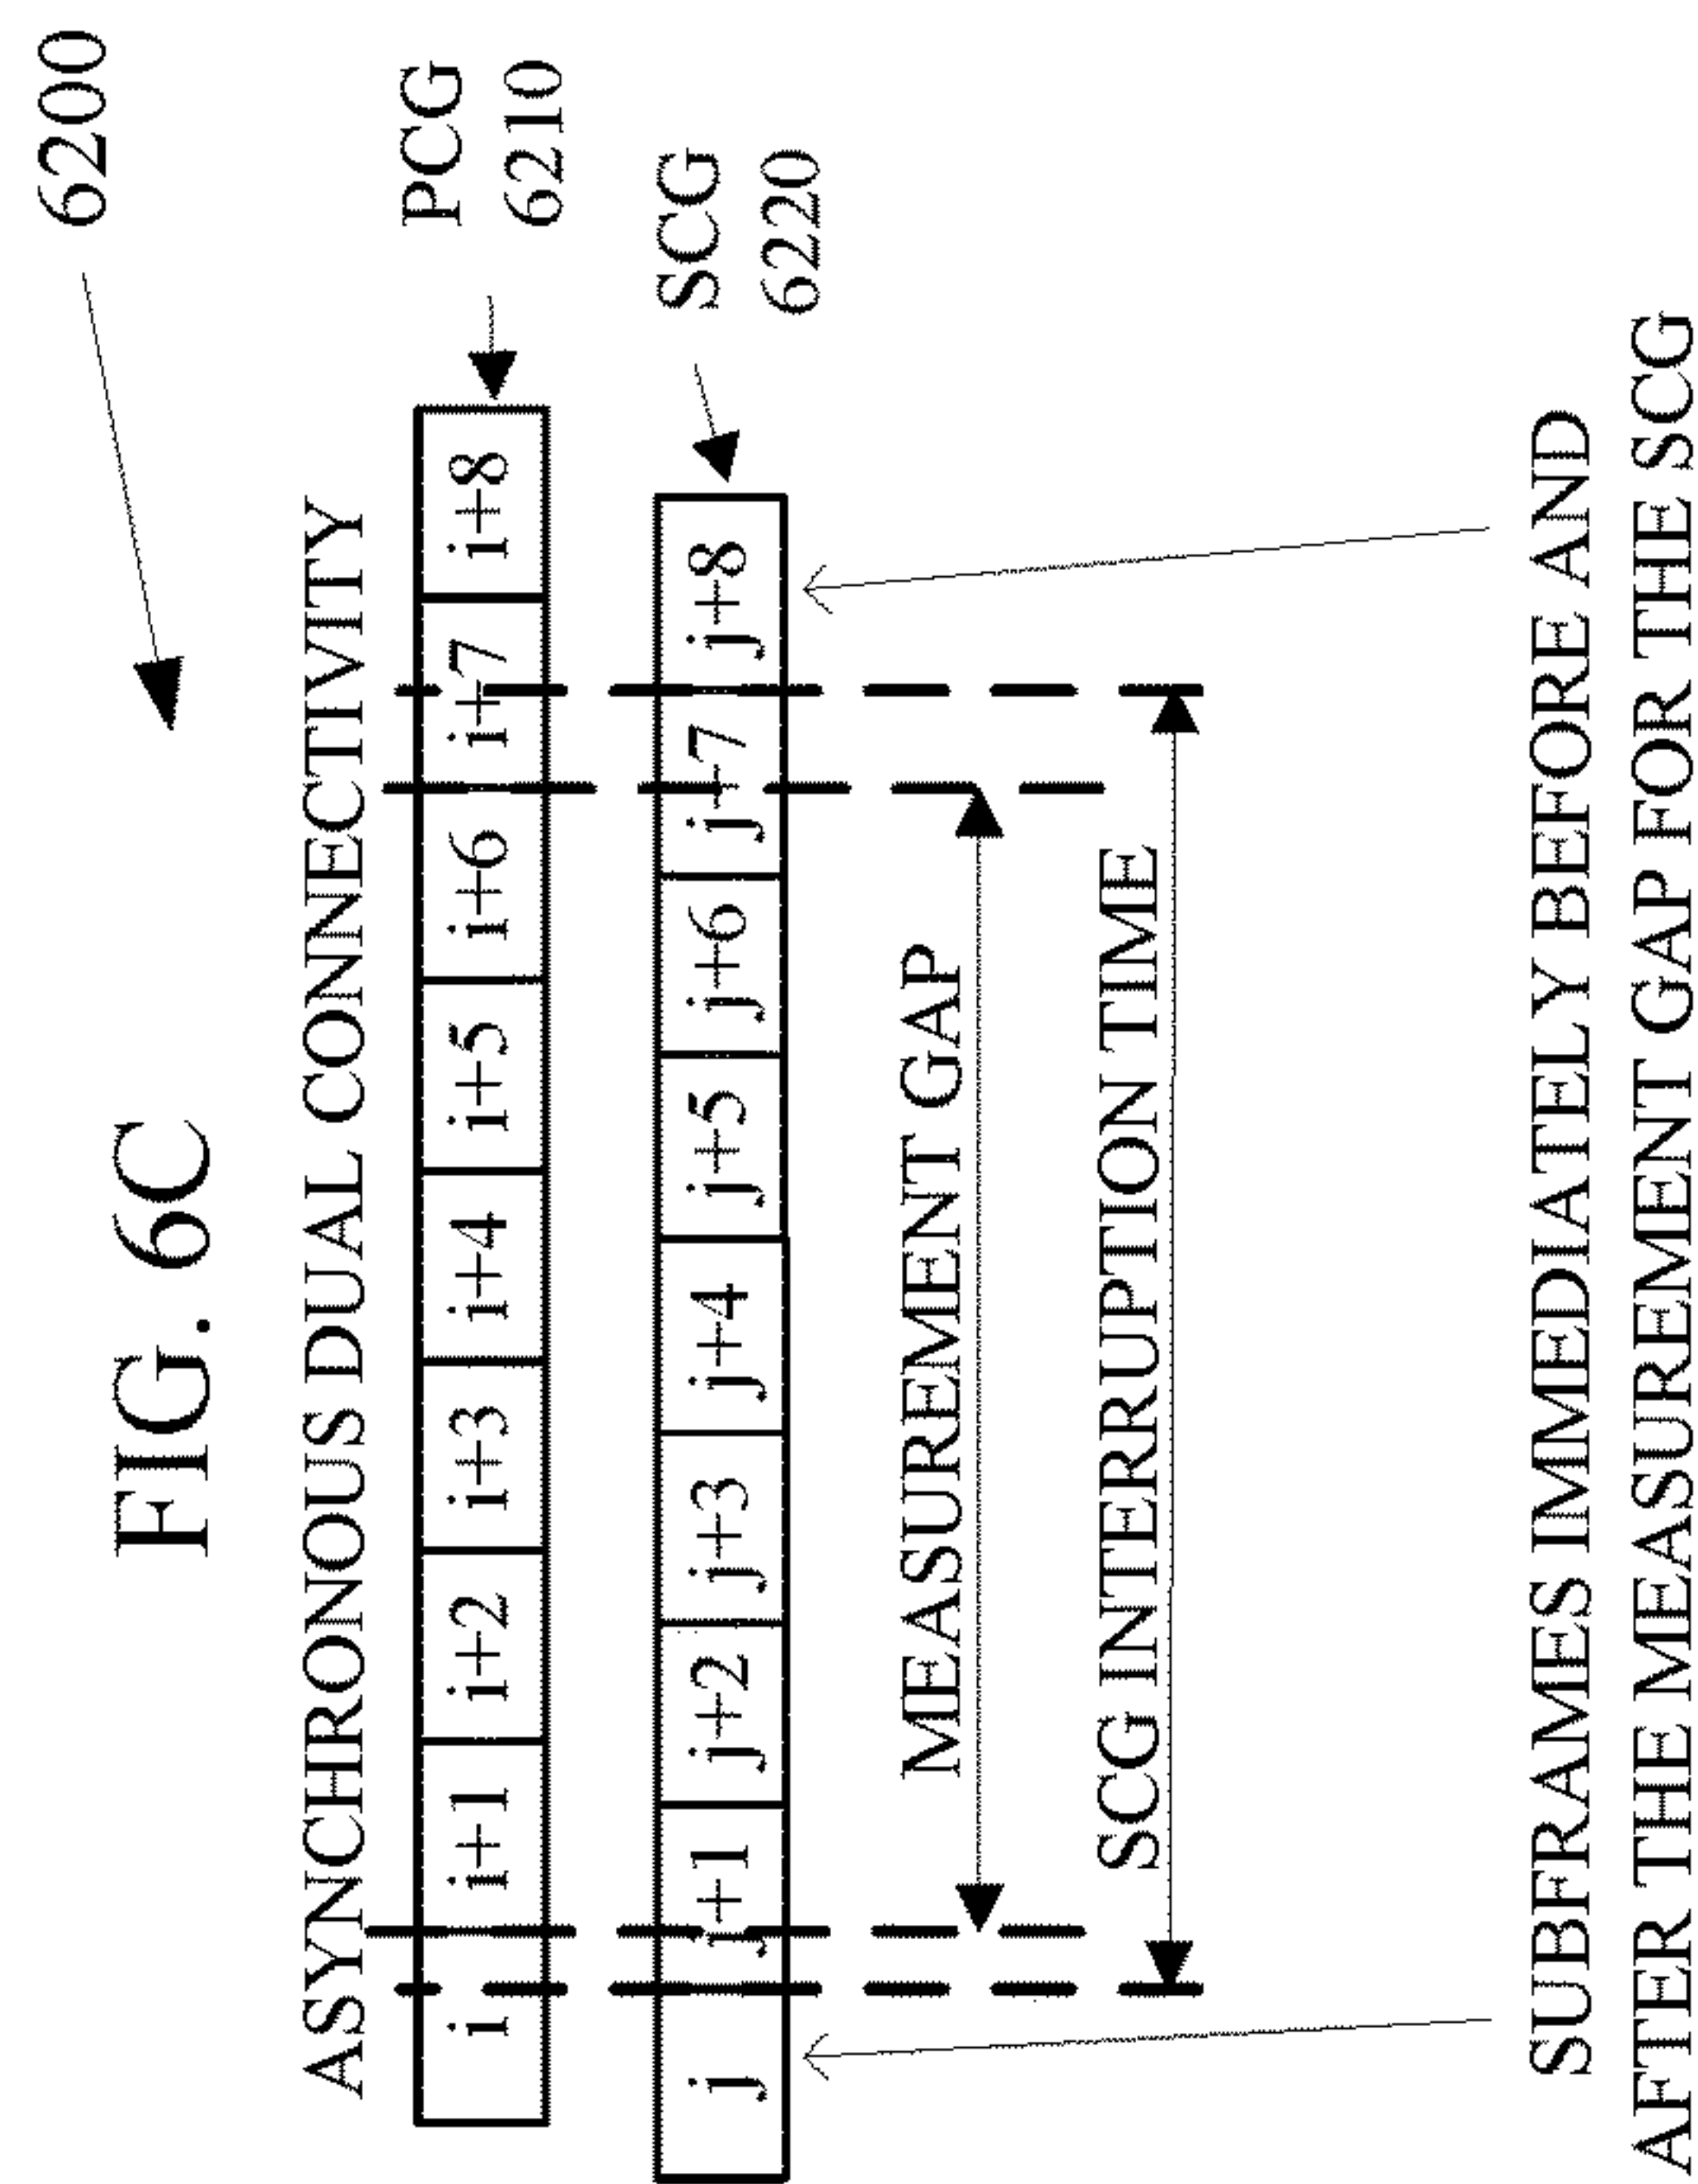 FIG. 6C
6200
ASYNCHRONOUS DUAL CONNECTIVITY
i i+1 i+2 i+3 i+4 i+5 i+6 i+7 i+8
PCG
6210
j j+1 j+2 j+3 j+4 j+5 j+6 j+7 j+8
SCG
6220
MEASUREMENT GAP
SCG INTERRUPTION TIME
SUBFRAMES IMMEDIATELY BEFORE AND
AFTER THE MEASUREMENT GAP FOR THE SCG